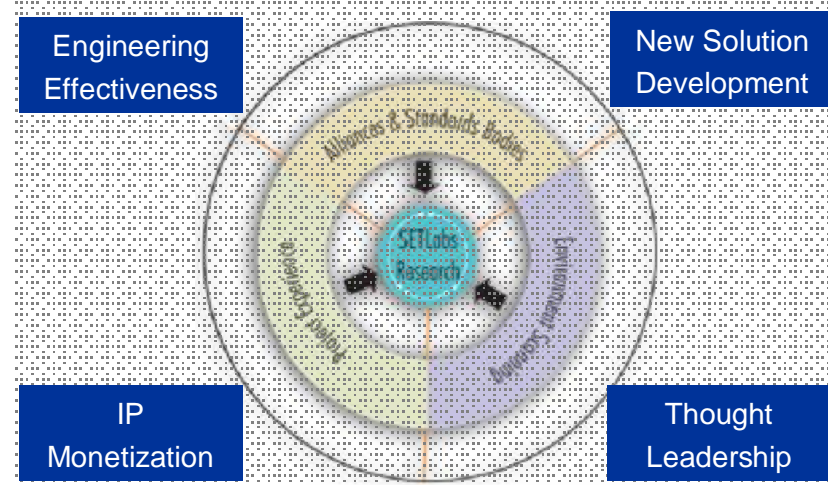 Engineering
Effectiveness
New Solution
Development
Alliances & Standards Bodies
SETLabs
Research
Project Experience
Environment Scanning
IP
Monetization
Thought
Leadership